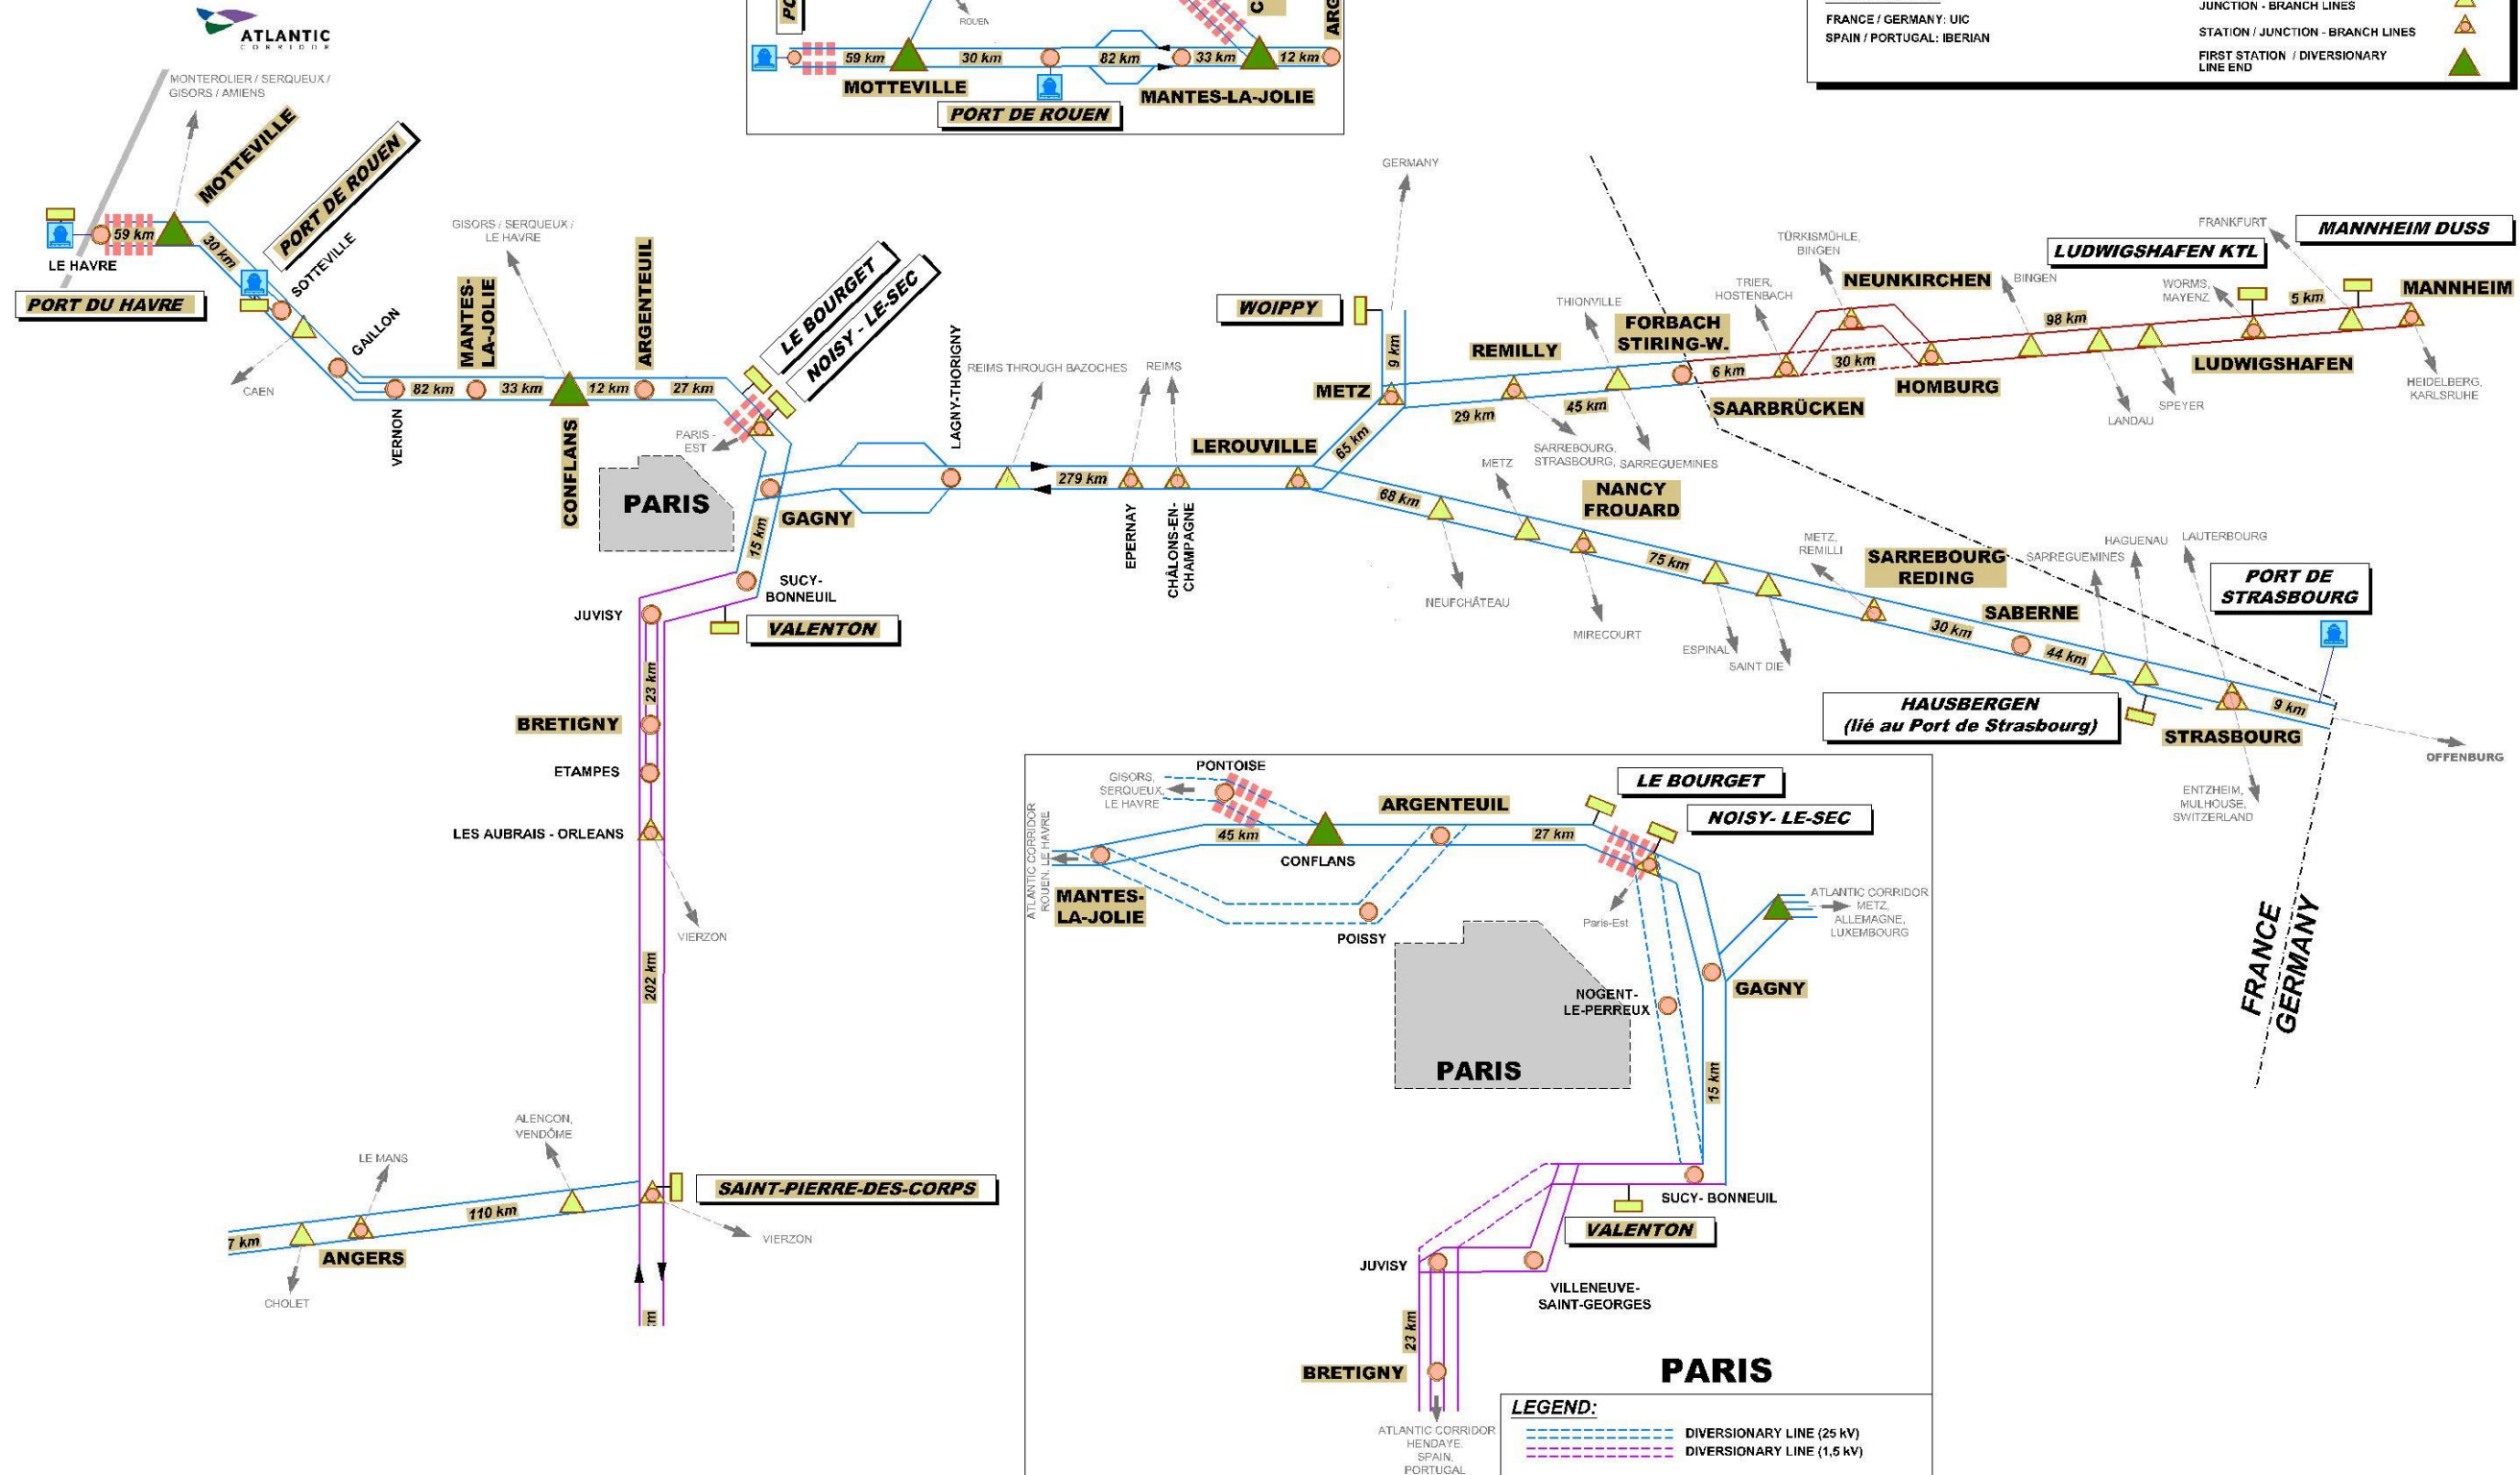 ATLANTIC
CORRIDOR
MONTEROLIER / SERQUEUX /
GISORS / AMIENS
MOTTEVILLE
PORT DE ROUEN
SOTTEVILLE
59 km
30 km
LE HAVRE
PORT DU HAVRE
CAEN
GAILLON
VERNON
82 km
MANTES-
LA-JOLIE
33 km
GISORS / SERQUEUX /
LE HAVRE
CONFLANS
12 km
ARGENTEUIL
27 km
LE BOURGET
NOISY - LE-SEC
PARIS -
EST
PARIS
GAGNY
15 km
SUCY-
BONNEUIL
VALENTON
JUVISY
23 km
BRETIGNY
ETAMPES
LES AUBRAIS - ORLEANS
VIERZON
202 km
ALENCON,
VENDÔME
LE MANS
SAINT-PIERRE-DES-CORPS
110 km
7 km
ANGERS
VIERZON
CHOLET
ROUEN
59 km
30 km
82 km
33 km
12 km
MOTTEVILLE
MANTES-LA-JOLIE
PORT DE ROUEN
FRANCE / GERMANY: UIC
SPAIN / PORTUGAL: IBERIAN
JUNCTION - BRANCH LINES
STATION / JUNCTION - BRANCH LINES
FIRST STATION / DIVERSIONARY
LINE END
LAGNY-THORIGNY
REIMS THROUGH BAZOCHES
REIMS
279 km
EPERNAY
CHÂLONS-EN-
CHAMPAGNE
LEROUVILLE
65 km
METZ
WOIPPY
9 km
GERMANY
REMILLY
29 km
45 km
THIONVILLE
FORBACH
STIRING-W.
SARREBOURG,
STRASBOURG,
SARREGUEMINES
6 km
SAARBRÜCKEN
TRIER,
HOSTENBACH
TÜRKISMÜHLE,
BINGEN
NEUNKIRCHEN
30 km
HOMBURG
BINGEN
98 km
LANDAU
SPEYER
LUDWIGSHAFEN KTL
WORMS,
MAYENZ
LUDWIGSHAFEN
FRANKFURT
5 km
MANNHEIM DUSS
MANNHEIM
HEIDELBERG,
KARLSRUHE
68 km
METZ
NANCY
FROUARD
NEUFCHÂTEAU
MIRECOURT
75 km
ESPINAL
SAINT DIE
METZ,
REMILLI
SARREBOURG
REDING
30 km
SABERNE
44 km
SARREGUEMINES
HAGUENAU
LAUTERBOURG
PORT DE
STRASBOURG
HAUSBERGEN
(lié au Port de Strasbourg)
STRASBOURG
9 km
OFFENBURG
ENTZHEIM,
MULHOUSE,
SWITZERLAND
FRANCE
GERMANY
PONTOISE
GISORS,
SERQUEUX,
LE HAVRE
ATLANTIC CORRIDOR
ROUEN, LE HAVRE
45 km
CONFLANS
ARGENTEUIL
27 km
LE BOURGET
NOISY- LE-SEC
MANTES-
LA-JOLIE
POISSY
Paris-Est
ATLANTIC CORRIDOR
METZ,
ALLEMAGNE,
LUXEMBOURG
GAGNY
NOGENT-
LE-PERREUX
PARIS
15 km
SUCY- BONNEUIL
VALENTON
JUVISY
VILLENEUVE-
SAINT-GEORGES
23 km
BRETIGNY
ATLANTIC CORRIDOR
HENDAYE,
SPAIN,
PORTUGAL
PARIS
LEGEND:
DIVERSIONARY LINE (25 kV)
DIVERSIONARY LINE (1,5 kV)